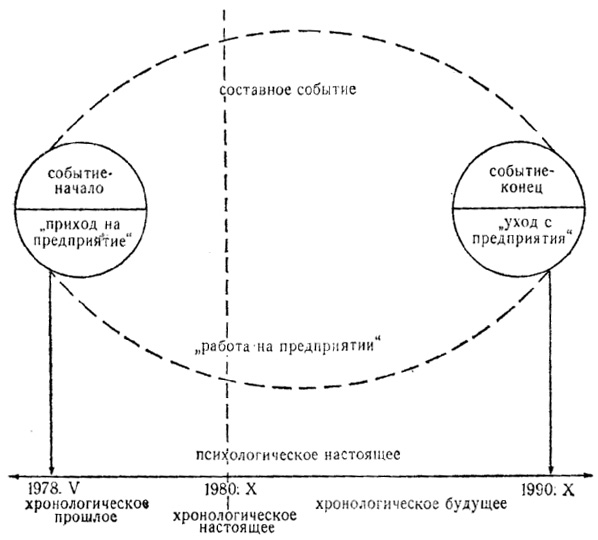 составное событие
событие-
начало
„приход на
предприятие“
событие-
конец
„уход с
предприятия“
„работа на предприятии“
психологическое настоящее
1978. V
1980: X
1990: X
хронологическое
прошлое
хронологическое
настоящее
хронологическое будущее